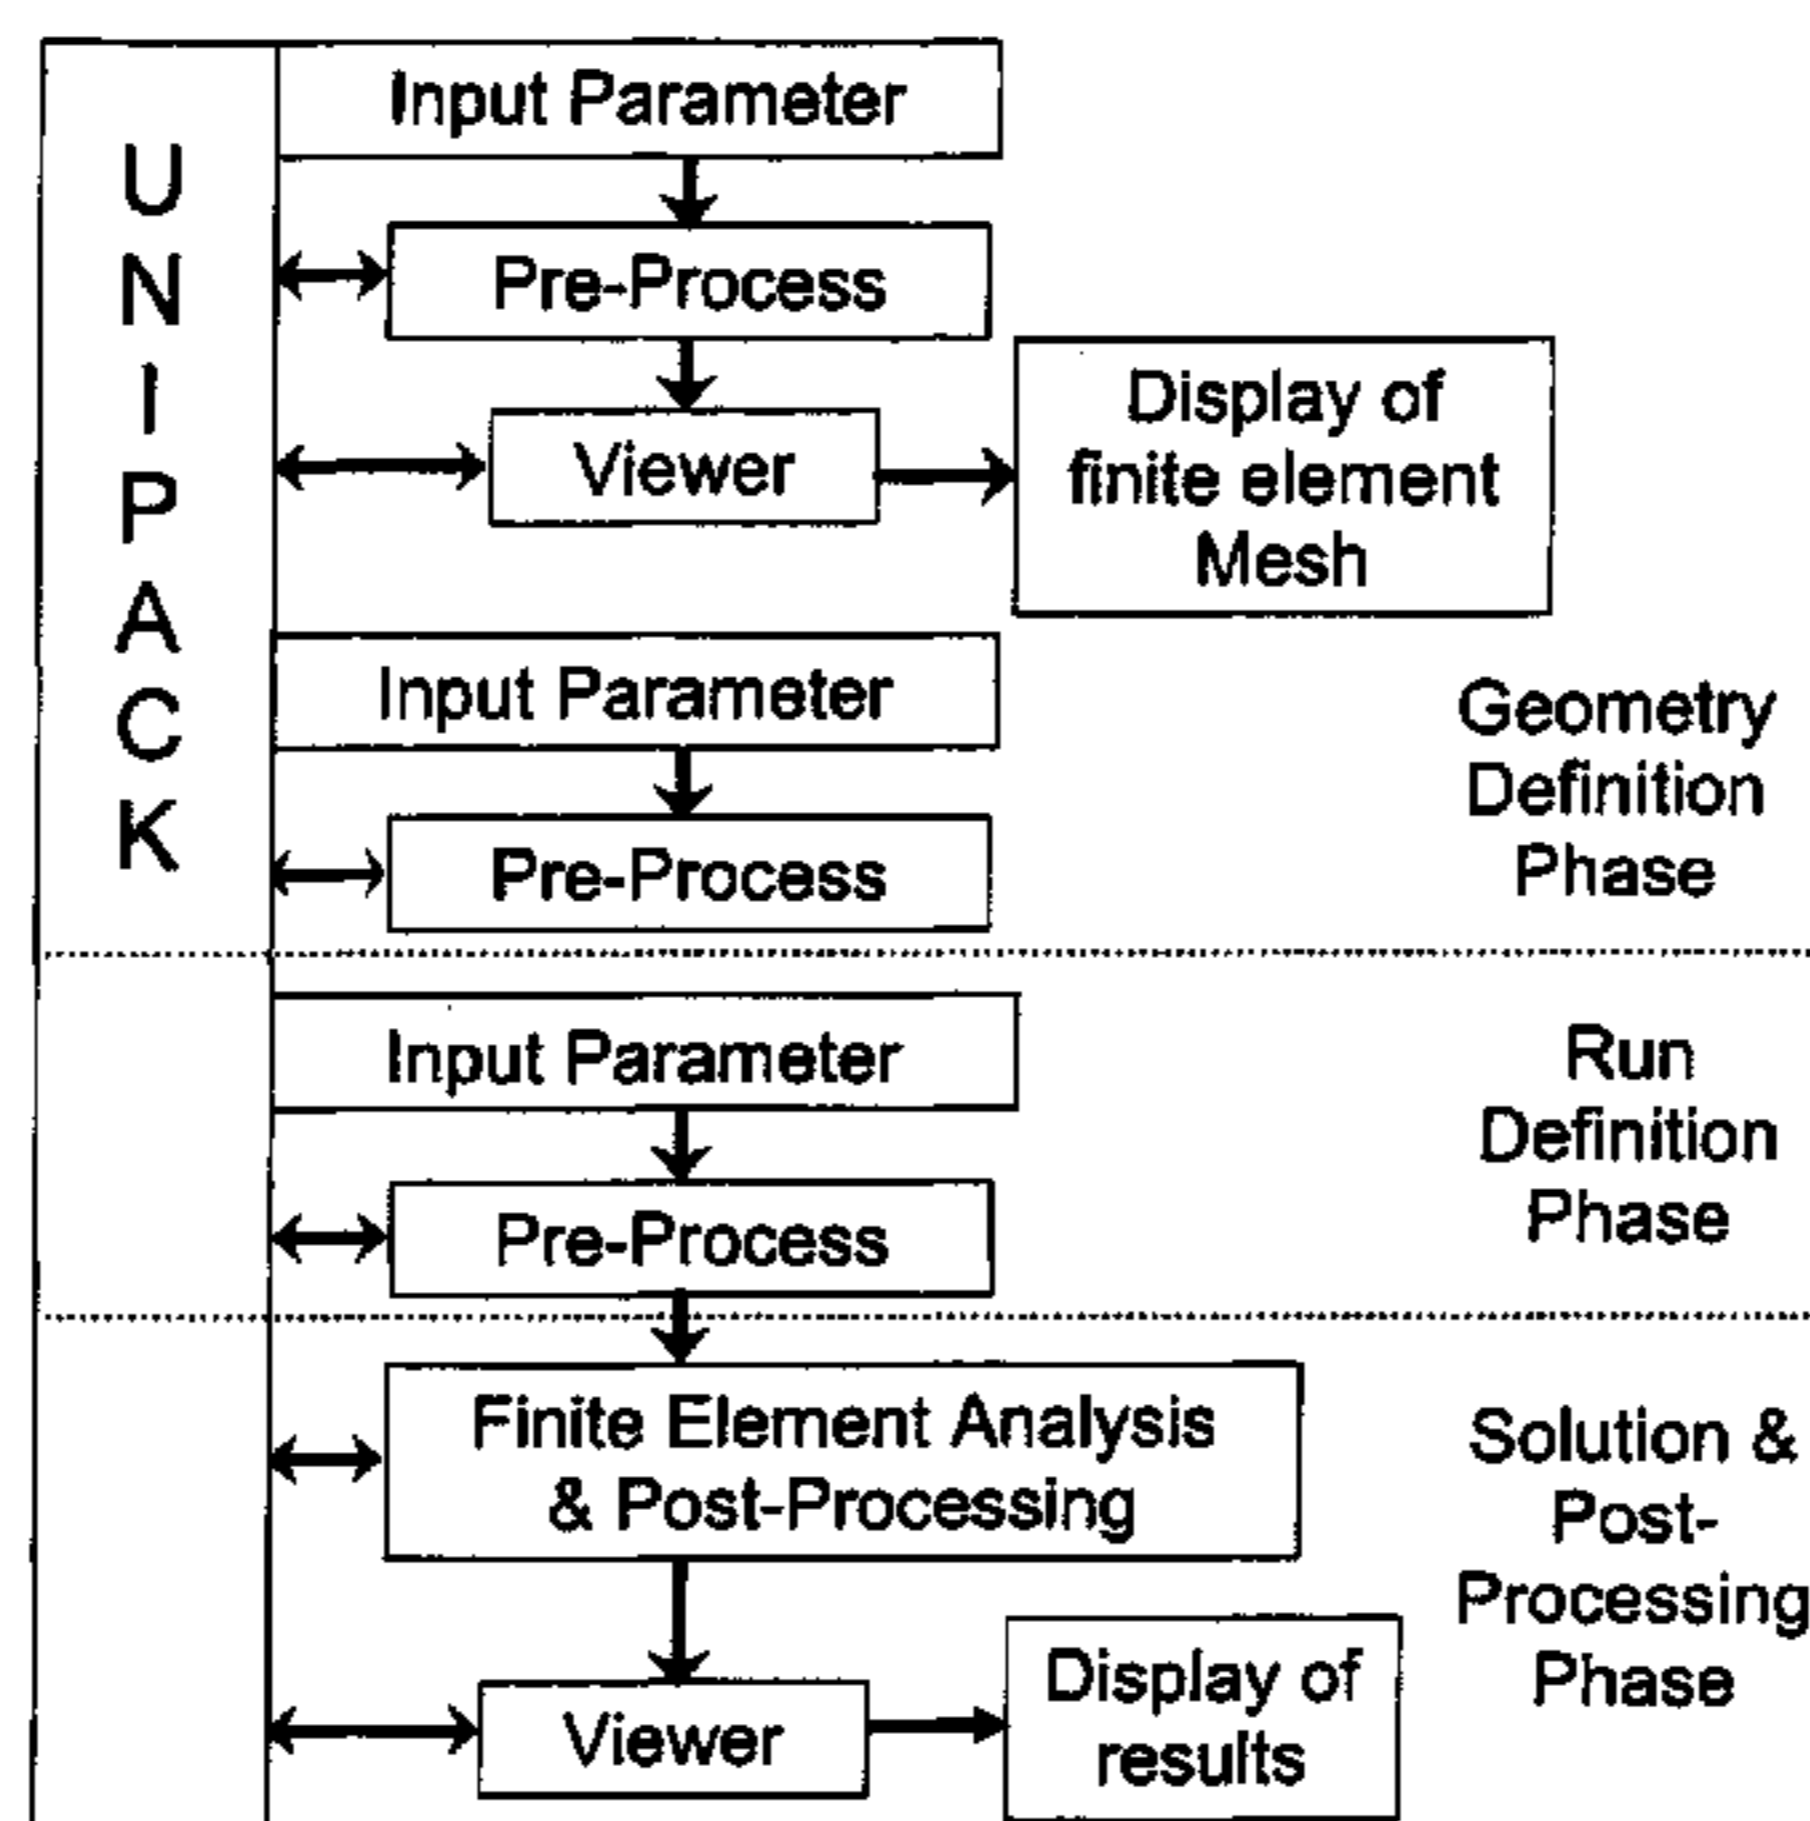 UNIPACK
Input Parameter
Pre-Process
Viewer
Display of
finite element
Mesh
Input Parameter
Pre-Process
Geometry
Definition
Phase
Input Parameter
Pre-Process
Run
Definition
Phase
Finite Element Analysis
& Post-Processing
Viewer
Display of
results
Solution &
Post-
Processing
Phase